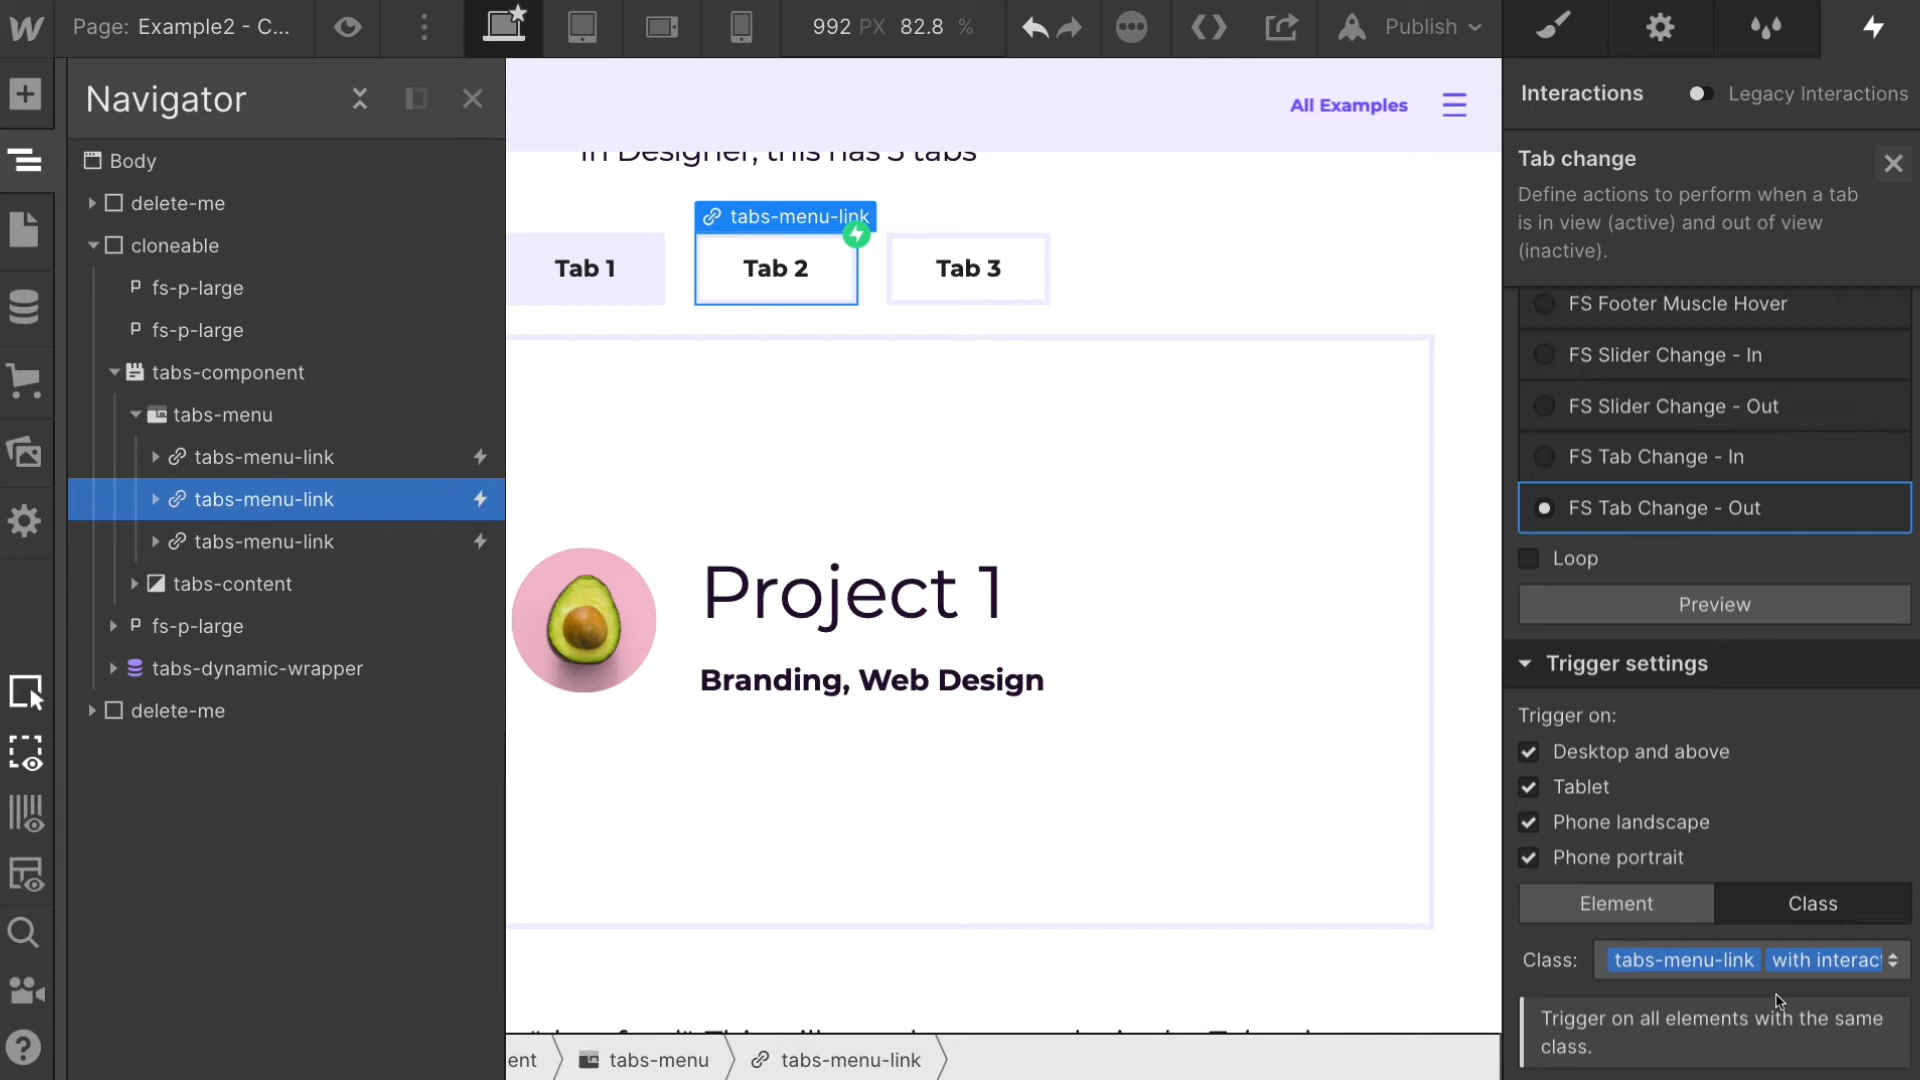 Page: Example2 - C...
992 PX 82.8 %
Publish
Navigator
Body
delete-me
cloneable
fs-p-large
fs-p-large
tabs-component
tabs-menu
tabs-menu-link
tabs-menu-link
tabs-menu-link
tabs-content
fs-p-large
tabs-dynamic-wrapper
delete-me
All Examples
in Designer, this has 3 tabs
tabs-menu-link
Tab 1
Tab 2
Tab 3
Project 1
Branding, Web Design
ent
tabs-menu
tabs-menu-link
Interactions
Legacy Interactions
Tab change
Define actions to perform when a tab
is in view (active) and out of view
(inactive).
FS Footer Muscle Hover
FS Slider Change - In
FS Slider Change - Out
FS Tab Change - In
FS Tab Change - Out
Loop
Preview
Trigger settings
Trigger on:
Desktop and above
Tablet
Phone landscape
Phone portrait
Element
Class
Class: tabs-menu-link with interac
Trigger on all elements with the same
class.